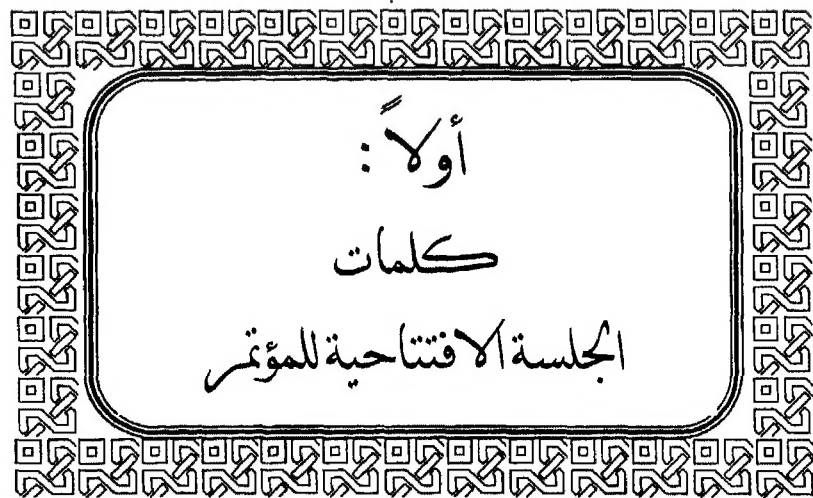 أولاً :
كلمات
الجلسة الافتتاحية للمؤتمر